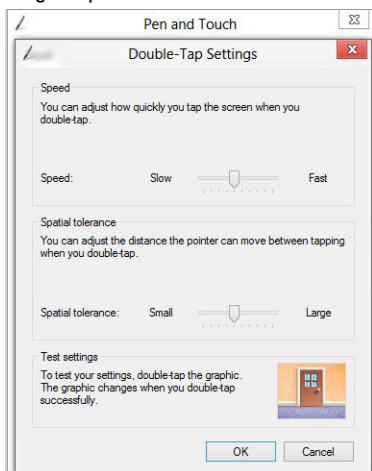 Pen and Touch
Double-Tap Settings
Speed
You can adjust how quickly you tap the screen when you
double-tap.
Speed: Slow Fast
Spatial tolerance
You can adjust the distance the pointer can move between tapping
when you double-tap.
Spatial tolerance: Small Large
Test settings
To test your settings, double-tap the graphic.
The graphic changes when you double-tap
successfully.
OK Cancel